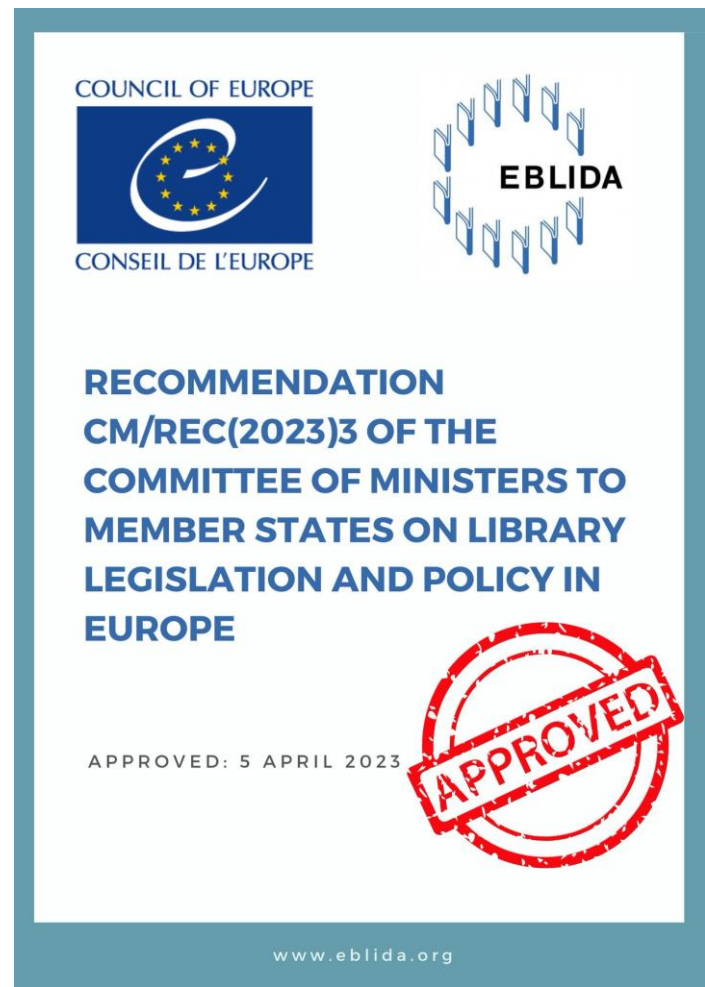 COUNCIL OF EUROPE
CONSEIL DE L'EUROPE
EBLIDA
RECOMMENDATION
CM/REC(2023)3 OF THE
COMMITTEE OF MINISTERS TO
MEMBER STATES ON LIBRARY
LEGISLATION AND POLICY IN
EUROPE
APPROVED: 5 APRIL 2023
APPROVED
www.eblida.org